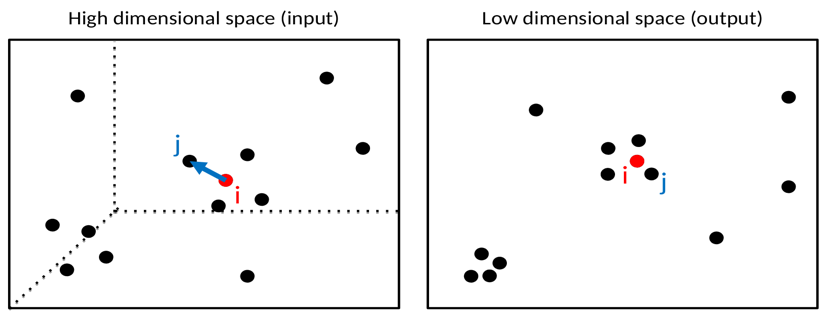 High dimensional space (input)
Low dimensional space (output)
j
i
i
j